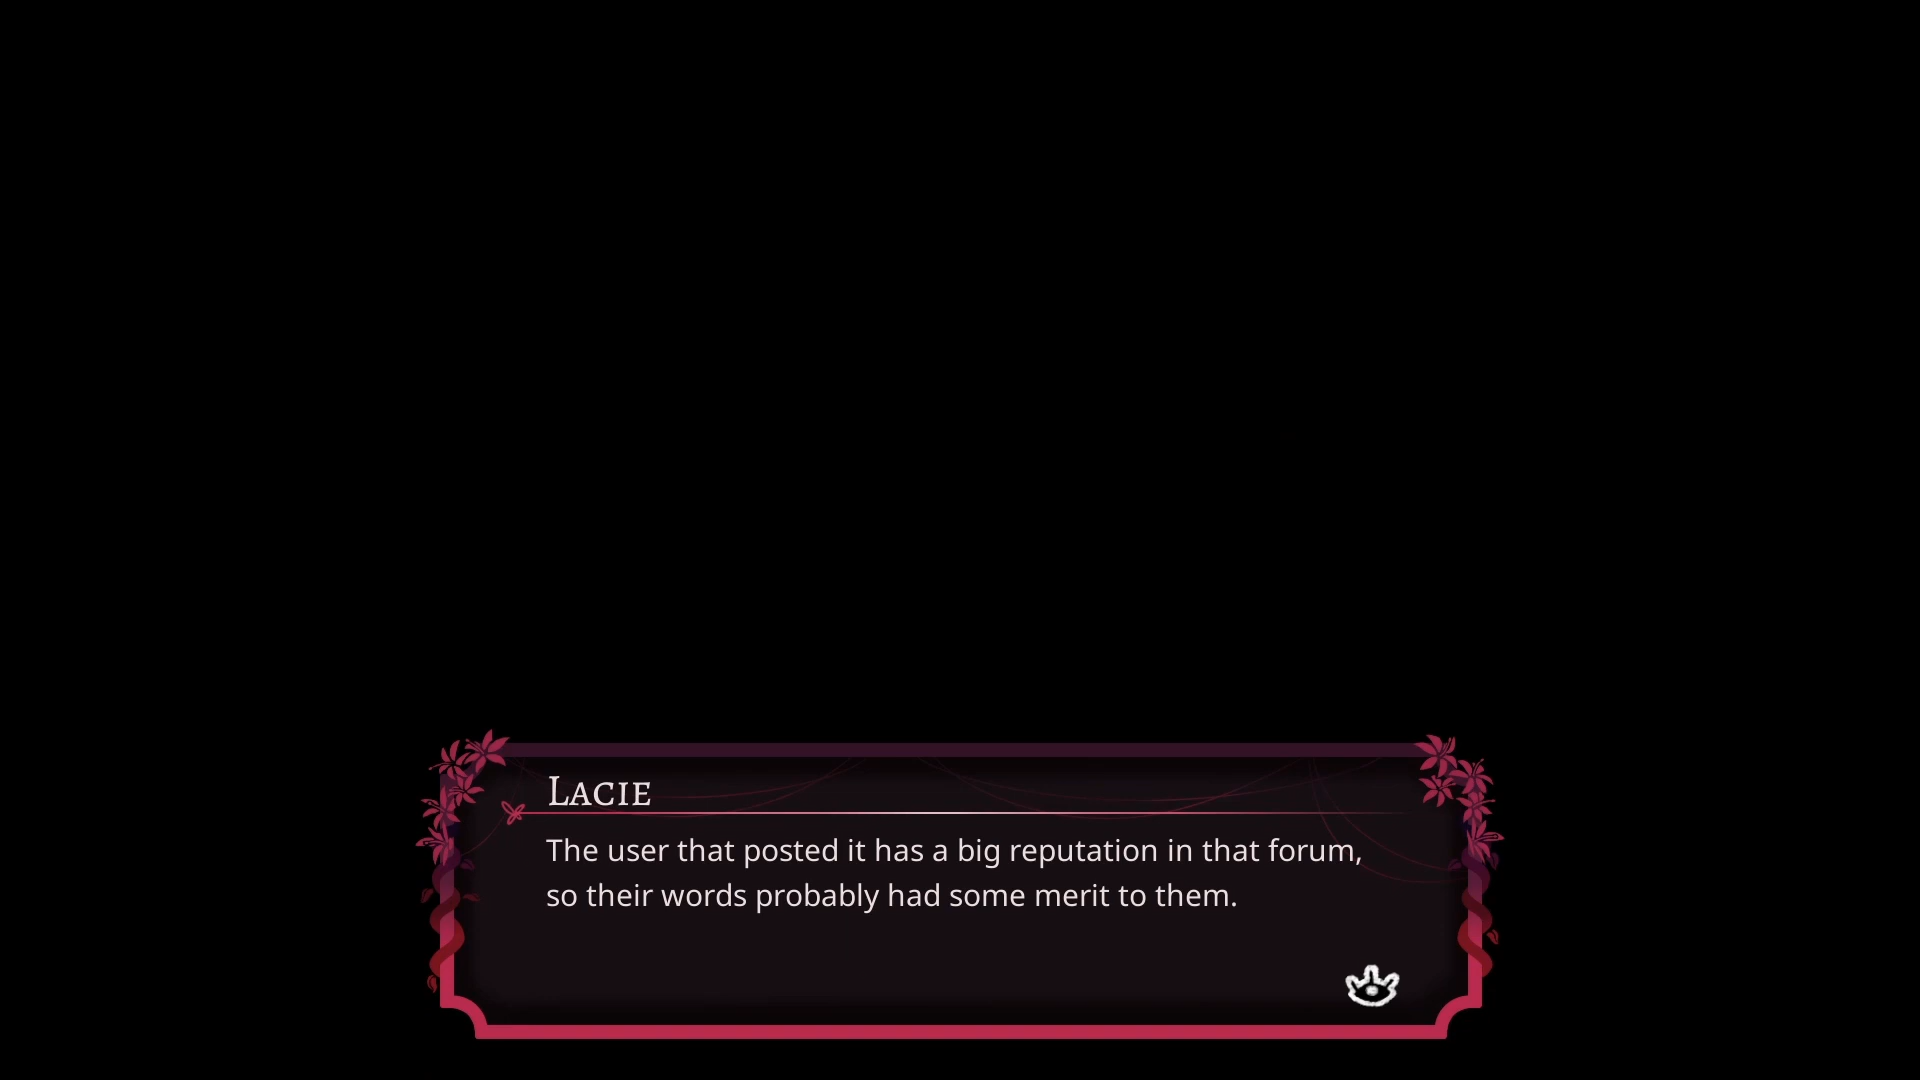 Lacie
The user that posted it has a big reputation in that forum,
so their words probably had some merit to them.